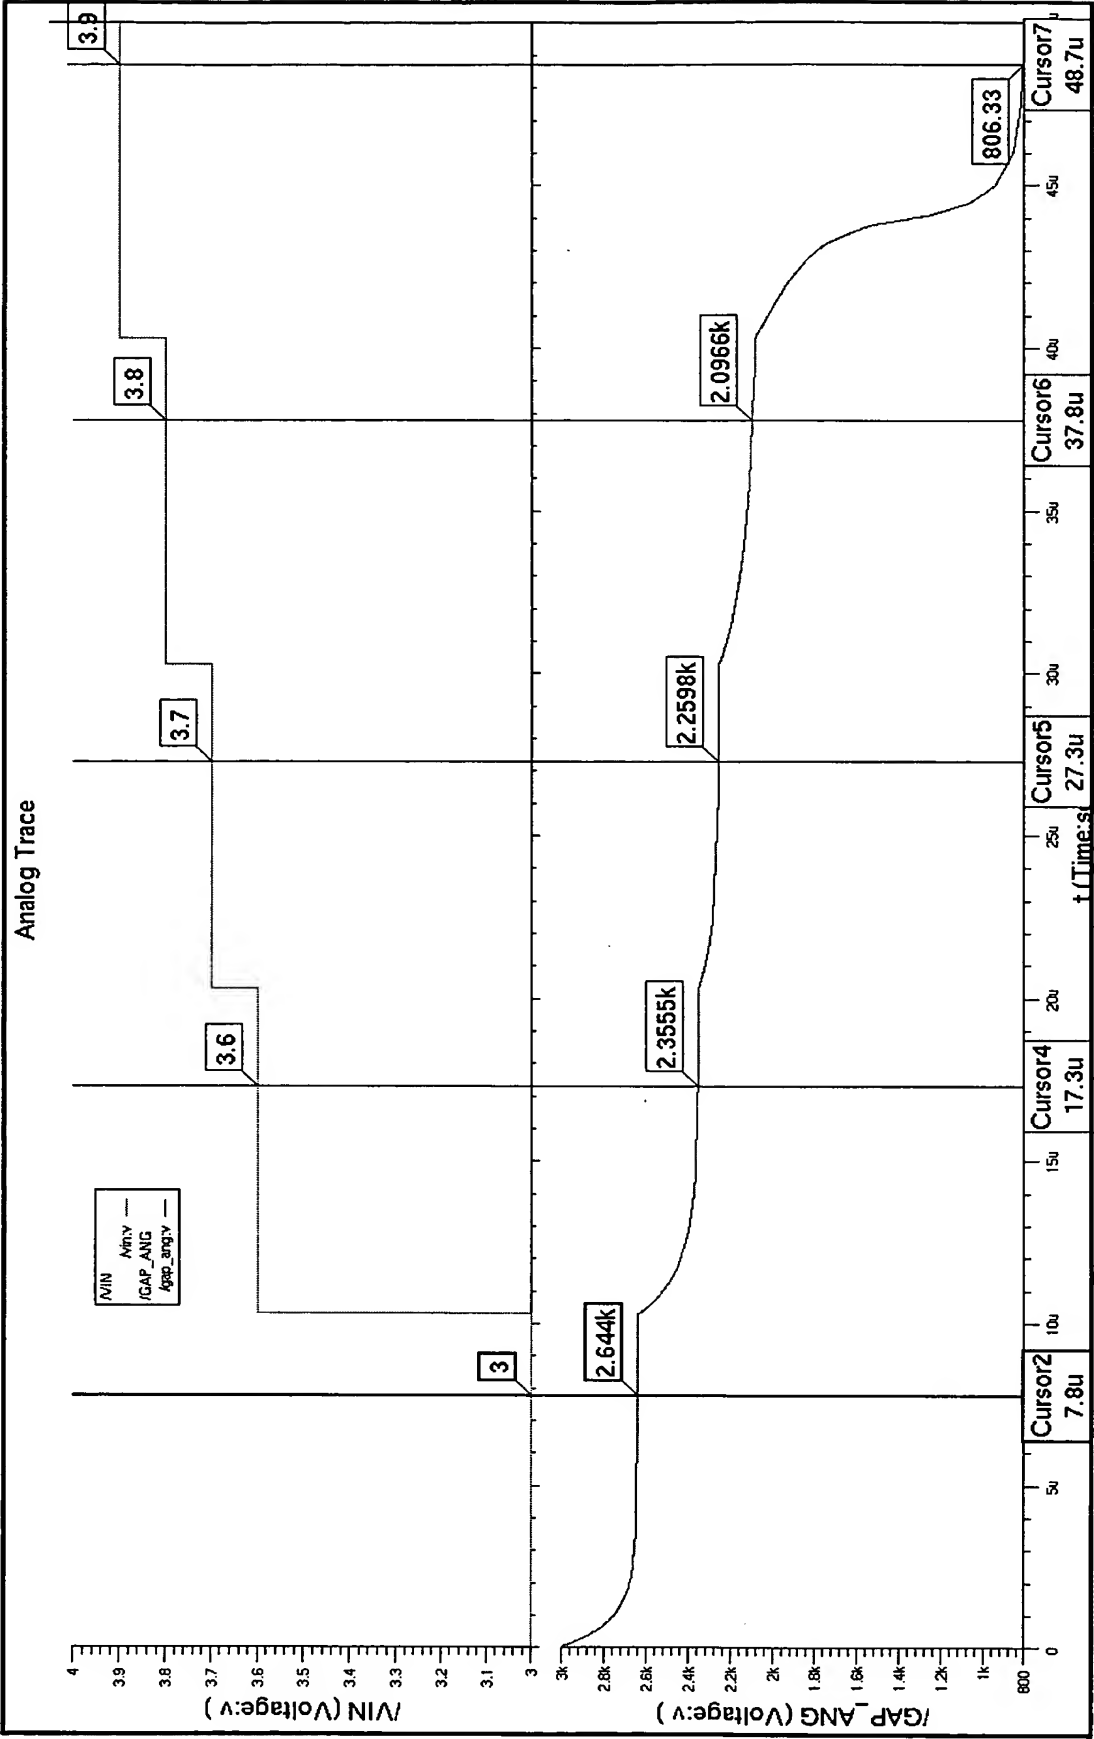 Analog Trace
/VIN
/vin:v
/GAP_ANG
/gap_ang:v
/VIN (Voltage:v )
4
3.9
3.8
3.7
3.6
3.5
3.4
3.3
3.2
3.1
3
3
3.6
3.7
3.8
3.9
/GAP_ANG (Voltage:v )
3k
2.8k
2.6k
2.4k
2.2k
2k
1.8k
1.6k
1.4k
1.2k
1k
800
2.644k
2.3555k
2.2598k
2.0966k
806.33
0
5u
10u
15u
20u
25u
30u
35u
40u
45u
u
Cursor2
7.8u
Cursor4
17.3u
Cursor5
27.3u
Cursor6
37.8u
Cursor7
48.7u